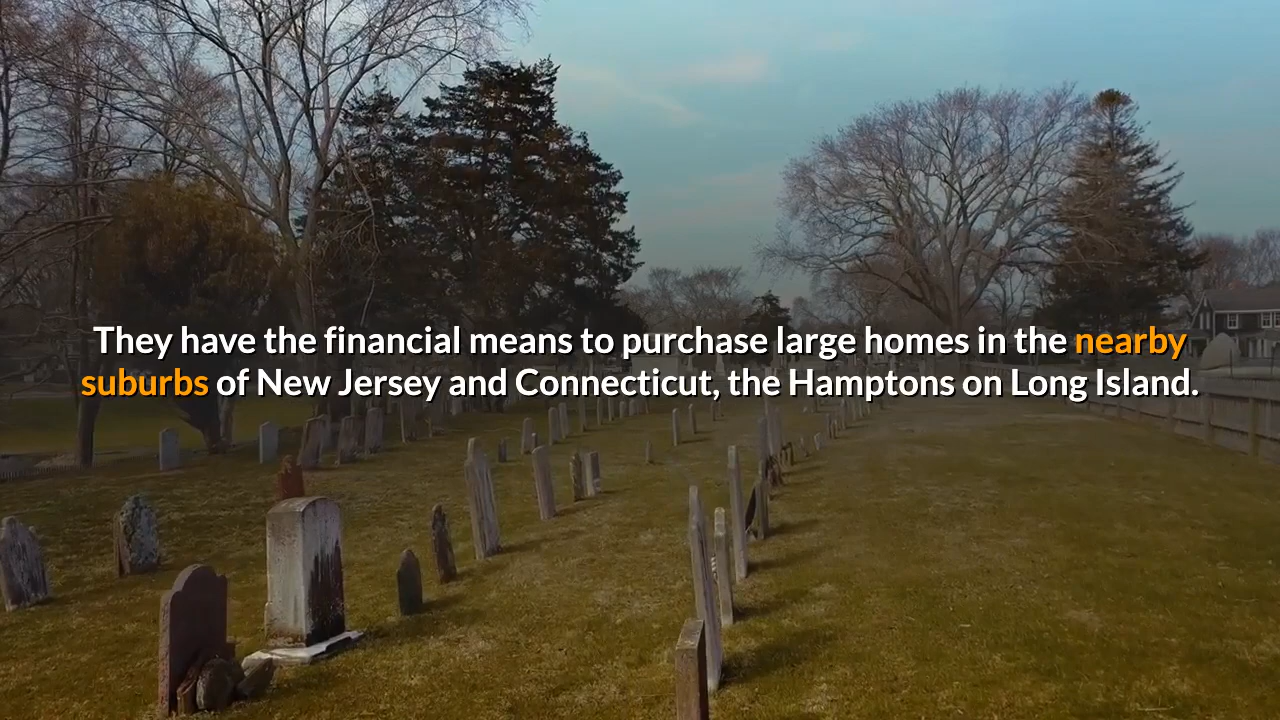 They have the financial means to purchase large homes in the nearby
suburbs of New Jersey and Connecticut, the Hamptons on Long Island.